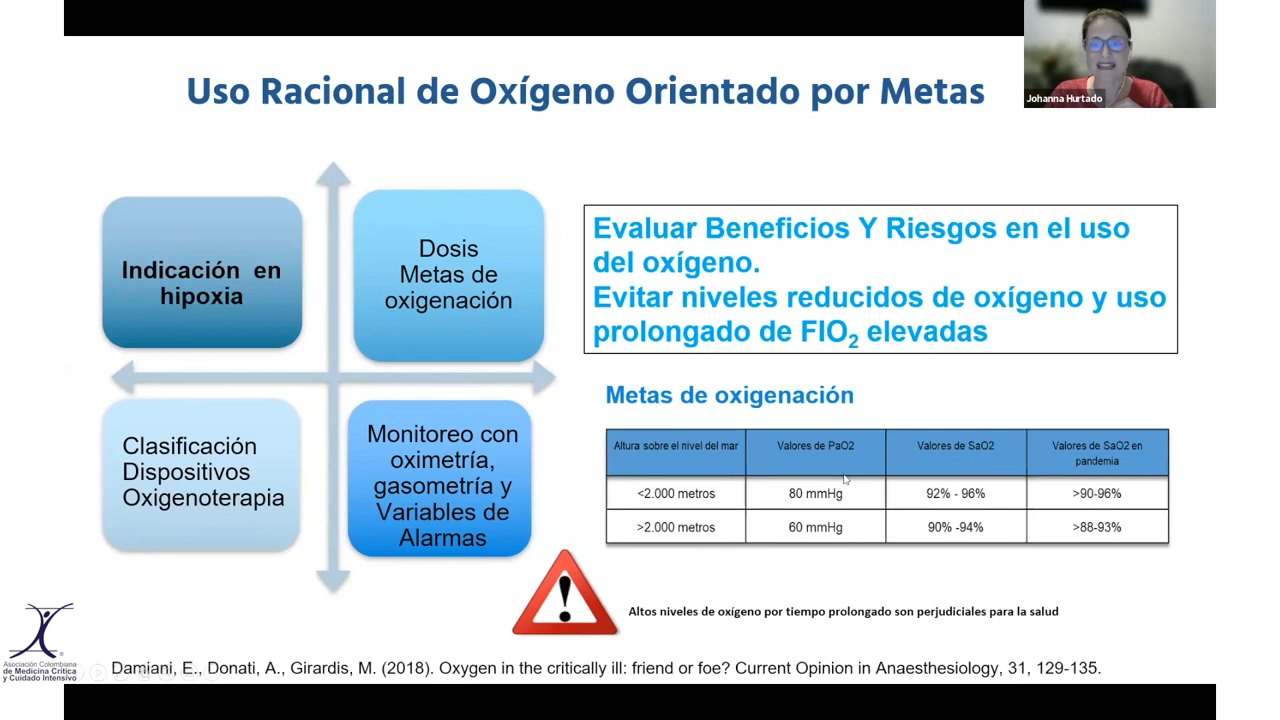 Uso Racional de Oxígeno Orientado por Metas
Johanna Hurtado
Indicación en
hipoxia
Dosis
Metas de
oxigenación
Clasificación
Dispositivos
Oxigenoterapia
Monitoreo con
oximetría,
gasometría y
Variables de
Alarmas
Evaluar Beneficios Y Riesgos en el uso
del oxígeno.
Evitar niveles reducidos de oxígeno y uso
prolongado de FIO2 elevadas
Metas de oxigenación
Altura sobre el nivel del mar Valores de PaO2 Valores de SaO2 Valores de SaO2 en
pandemia
<2.000 metros 80 mmHg 92% - 96% >90-96%
>2.000 metros 60 mmHg 90% -94% >88-93%
Altos niveles de oxígeno por tiempo prolongado son perjudiciales para la salud
Asociación Colombiana
de Medicina Crítica
y Cuidado Intensivo
Damiani, E., Donati, A., Girardis, M. (2018). Oxygen in the critically ill: friend or foe? Current Opinion in Anaesthesiology, 31, 129-135.